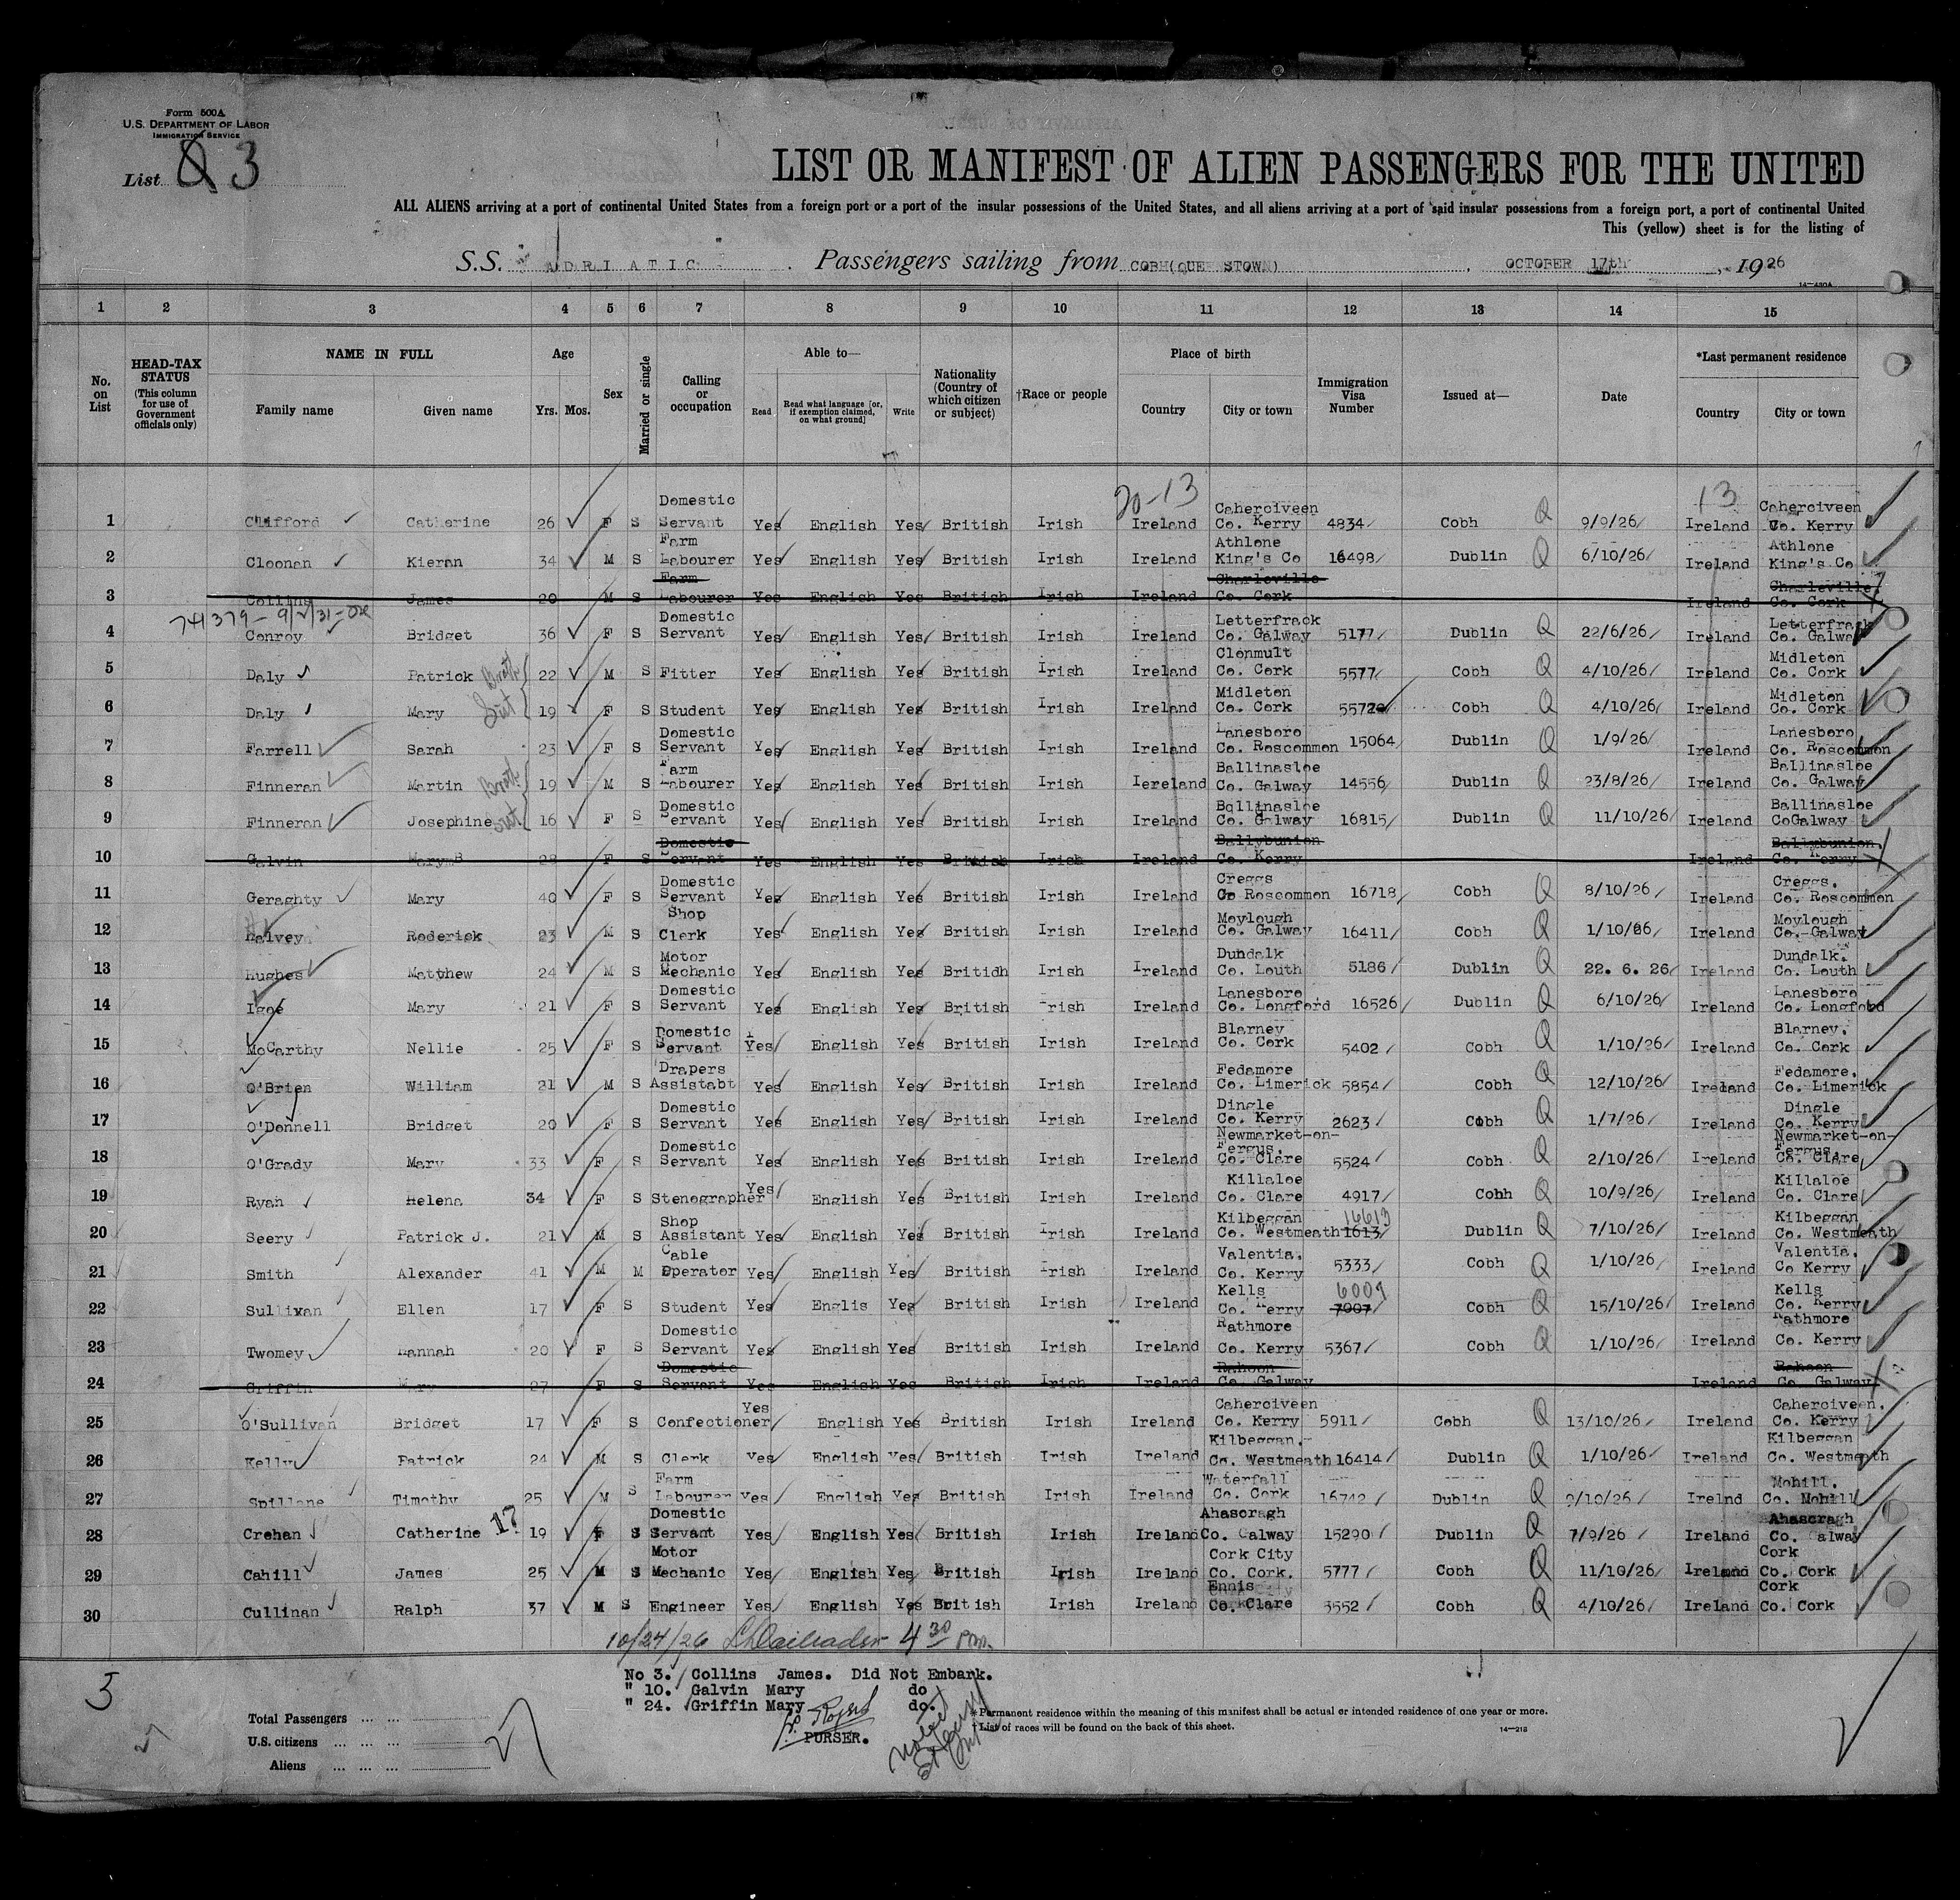 Form 500A
U.S. DEPARTMENT OF LABOR
IMMIGRATION SERVICE
List 3
LIST OR MANIFEST OF ALIEN PASSENGERS FOR THE UNITED
ALL ALIENS arriving at a port of continental United States from a foreign port or a port of the insular possessions of the United States, and all aliens arriving at a port of said insular possessions from a foreign port, a port of continental United
This (yellow) sheet is for the listing of
S.S. ADRIATIC. Passengers sailing from COBH(QUE STOWN), OCTOBER 17th, 1926
14—430A
1 2 3 4 5 6 7 8 9 10 11 12 13 14 15
No. on List
HEAD-TAX STATUS (This column for use of Government officials only)
NAME IN FULL Family name Given name
Age Yrs. Mos.
Sex
Married or single
Calling or occupation
Able to— Read Read what language [or, if exemption claimed, on what ground] Write
Nationality (Country of which citizen or subject)
†Race or people
Place of birth Country City or town
Immigration Visa Number
Issued at—
Date
*Last permanent residence Country City or town
20-13 13
1 Clifford Catherine 26 F S Domestic Servant Yes English Yes British Irish Ireland Caherciveen Co. Kerry 4834 Cobh Q 9/9/26 Ireland Caherciveen Co. Kerry
2 Cloonan Kieran 34 M S Farm Labourer Yes English Yes British Irish Ireland Athlone King's Co 16498 Dublin Q 6/10/26 Ireland Athlone King's Co
3 Collins James 20 M S Farm Labourer Yes English Yes British Irish Ireland Charleville Co. Cork Ireland Charleville. Co. Cork
4 Conroy Bridget 36 F S Domestic Servant Yes English Yes British Irish Ireland Letterfrack Co. Galway 5177 Dublin Q 22/6/26 Ireland Letterfrack Co. Galway
5 Daly Patrick 22 M S Fitter Yes English Yes British Irish Ireland Clonmult Co. Cork 5577 Cobh Q 4/10/26 Ireland Midleton Co. Cork
6 Daly Mary 19 F S Student Yes English Yes British Irish Ireland Midleton Co. Cork Cobh Q 4/10/26 Ireland Midleton Co. Cork
7 Farrell Sarah 23 F S Domestic Servant Yes English Yes British Irish Ireland Lanesboro Co. Roscommon 15064 Dublin Q 1/9/26 Ireland Lanesboro Co. Roscommon
8 Finneran Martin 19 M S Farm Labourer Yes English Yes British Irish Iereland Ballinasloe Co. Galway 14556 Dublin Q 23/8/26 Ireland Ballinasloe Co. Galway
9 Finneran Josephine 16 F S Domestic Servant Yes English Yes British Irish Ireland Ballinasloe Co. Galway 16815 Dublin Q 11/10/26 Ireland Ballinasloe CoGalway
10 Galvin Mary B 28 F S Domestic Servant Yes English Yes British Irish Ireland Ballybunion Co. Kerry Ireland Ballybunion. Co. Kerry
11 Geraghty Mary 40 F S Domestic Servant Yes English Yes British Irish Ireland Creggs Co Roscommon 16718 Cobh Q 8/10/26 Ireland Creggs. Co. Roscommon
12 Halvey Roderick 23 M S Shop Clerk Yes English Yes British Irish Ireland Moylough Co. Galway 16411 Cobh Q 1/10/26 Ireland Moylough Co. Galway
13 Hughes Matthew 24 M S Motor Mechanic Yes English Yes Britidh Irish Ireland Dundalk Co. Louth 5186 Dublin Q 22. 6. 26 Ireland Dundalk. Co. Louth
14 Igoe Mary 21 F S Domestic Servant Yes English Yes British Irish Ireland Lanesboro Co. Longford 16526 Dublin Q 6/10/26 Ireland Lanesboro Co. Longford
15 McCarthy Nellie 25 F S Domestic Servant Yes English Yes British Irish Ireland Blarney Co. Cork 5402 Cobh Q 1/10/26 Ireland Blarney. Co. Cork
16 O'Brien William 21 M S Drapers Assistabt Yes English Yes British Irish Ireland Fedamore Co. Limerick 5854 Cobh Q 12/10/26 Ireland Fedamore. Co. Limerick
17 O'Donnell Bridget 20 F S Domestic Servant Yes English Yes British Irish Ireland Dingle Co. Kerry 2623 Cobh Q 1/7/26 Ireland Dingle Co. Kerry
18 O'Grady Mary 33 F S Domestic Servant Yes English Yes British Irish Ireland Newmarket-on-Fergus. Co. Clare 5524 Cobh Q 2/10/26 Ireland Newmarket-on-Fergus. Co. Clare
19 Ryan Helena 34 F S Stenographer Yes English Yes British Irish Ireland Killaloe Co. Clare 4917 Cobh Q 10/9/26 Ireland Killaloe Co. Clare
20 Seery Patrick J. 21 M S Shop Assistant Yes English Yes British Irish Ireland Kilbeggan Co. Westmeath 1613 16613 Dublin Q 7/10/26 Ireland Kilbeggan Co. Westmeath
21 Smith Alexander 41 M M Cable Operator Yes English Yes British Irish Ireland Valentia. Co. Kerry 5333 Cobh Q 1/10/26 Ireland Valentia. Co Kerry
22 Sullivan Ellen 17 F S Student Yes Englis Yes British Irish Ireland Kells Co. Kerry 7007 6009 Cobh Q 15/10/26 Ireland Kells Co. Kerry
23 Twomey Hannah 20 F S Domestic Servant Yes English Yes British Irish Ireland Rathmore Co. Kerry 5367 Cobh Q 1/10/26 Ireland Rathmore Co. Kerry
24 Griffin Mary 27 F S Domestic Servant Yes English Yes British Irish Ireland Rahoon Co. Galway Ireland Rahoon Co. Galway
25 O'Sullivan Bridget 17 F S Confectioner Yes English Yes British Irish Ireland Caherciveen Co. Kerry 5911 Cobh Q 13/10/26 Ireland Caherciveen. Co. Kerry
26 Kelly Patrick 24 M S Clerk Yes English Yes British Irish Ireland Kilbeggan. Co. Westmeath 16414 Dublin Q 1/10/26 Ireland Kilbeggan Co. Westmeath
27 Spillane Timothy 25 M S Farm Labourer Yes English Yes British Irish Ireland Waterfall Co. Cork 16742 Dublin Q 9/10/26 Irelnd Mohill. Co. Mohill
28 Crehan Catherine 17 19 F S Domestic Servant Yes English Yes British Irish Ireland Ahascragh Co. Galway 15290 Dublin Q 7/9/26 Ireland Ahascragh Co. Galway
29 Cahill James 25 M S Motor Mechanic Yes English Yes British Irish Ireland Cork City Co. Cork. 5777 Cobh Q 11/10/26 Ireland Cork Co. Cork
30 Cullinan Ralph 37 M S Engineer Yes English Yes British Irish Ireland Ennis Co. Clare 3552 Cobh Q 4/10/26 Ireland Cork Co. Cork
10/24/26 4 30 pm.
No 3. Collins James. Did Not Embark.
" 10. Galvin Mary do
" 24. Griffin Mary do.
Rogers
PURSER.
Total Passengers
U.S. citizens
Aliens
* Permanent residence within the meaning of this manifest shall be actual or intended residence of one year or more.
† List of races will be found on the back of this sheet.
14—218